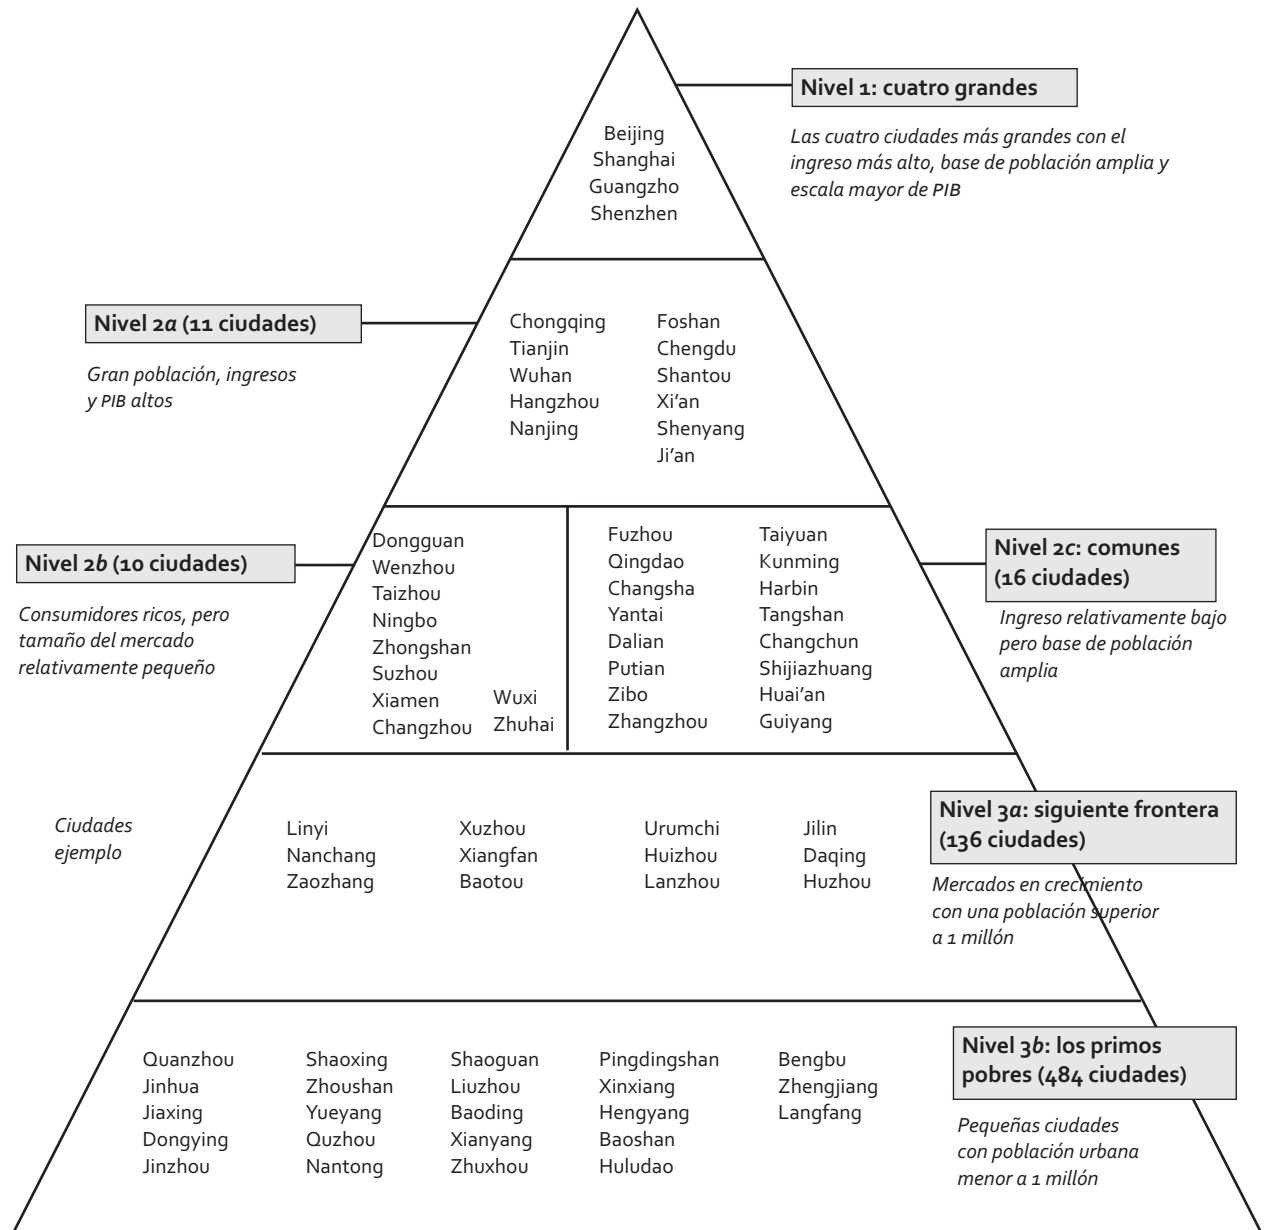 Nivel 1: cuatro grandes
Las cuatro ciudades más grandes con el
ingreso más alto, base de población amplia y
escala mayor de PIB
Beijing
Shanghai
Guangzho
Shenzhen
Nivel 2a (11 ciudades)
Gran población, ingresos
y PIB altos
Chongqing
Tianjin
Wuhan
Hangzhou
Nanjing
Foshan
Chengdu
Shantou
Xi'an
Shenyang
Ji'an
Nivel 2b (10 ciudades)
Consumidores ricos, pero
tamaño del mercado
relativamente pequeño
Dongguan
Wenzhou
Taizhou
Ningbo
Zhongshan
Suzhou
Xiamen
Changzhou
Wuxi
Zhuhai
Fuzhou
Qingdao
Changsha
Yantai
Dalian
Putian
Zibo
Zhangzhou
Taiyuan
Kunming
Harbin
Tangshan
Changchun
Shijiazhuang
Huai'an
Guiyang
Nivel 2c: comunes
(16 ciudades)
Ingreso relativamente bajo
pero base de población
amplia
Ciudades
ejemplo
Linyi
Nanchang
Zaozhang
Xuzhou
Xiangfan
Baotou
Urumchi
Huizhou
Lanzhou
Jilin
Daqing
Huzhou
Nivel 3a: siguiente frontera
(136 ciudades)
Mercados en crecimiento
con una población superior
a 1 millón
Quanzhou
Jinhua
Jiaxing
Dongying
Jinzhou
Shaoxing
Zhoushan
Yueyang
Quzhou
Nantong
Shaoguan
Liuzhou
Baoding
Xianyang
Zhuxhou
Pingdingshan
Xinxiang
Hengyang
Baoshan
Huludao
Bengbu
Zhengjiang
Langfang
Nivel 3b: los primos
pobres (484 ciudades)
Pequeñas ciudades
con población urbana
menor a 1 millón